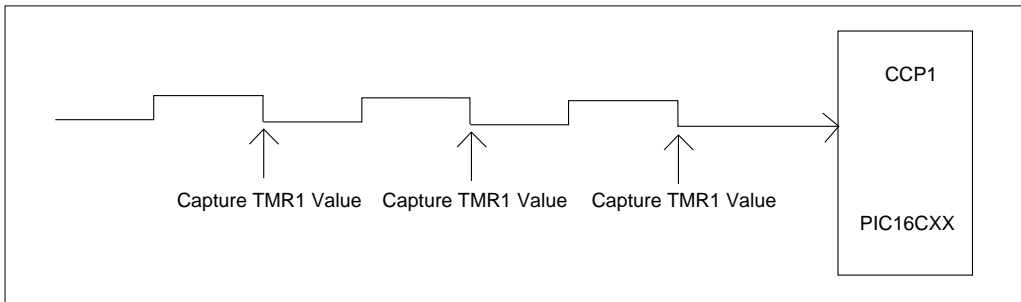 CCP1
Capture TMR1 Value Capture TMR1 Value Capture TMR1 Value
PIC16CXX